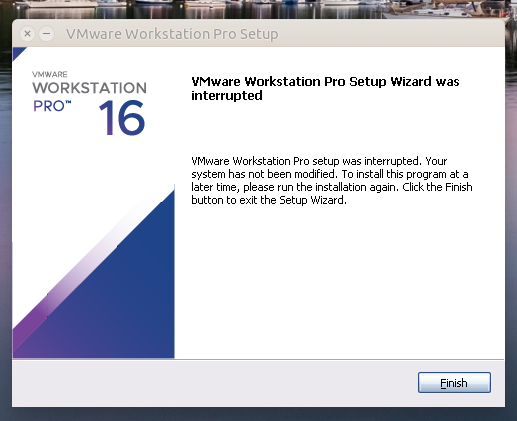 VMware Workstation Pro Setup
VMWARE
WORKSTATION
PRO™
16
VMware Workstation Pro Setup Wizard was
interrupted
VMware Workstation Pro setup was interrupted. Your
system has not been modified. To install this program at a
later time, please run the installation again. Click the Finish
button to exit the Setup Wizard.
Finish